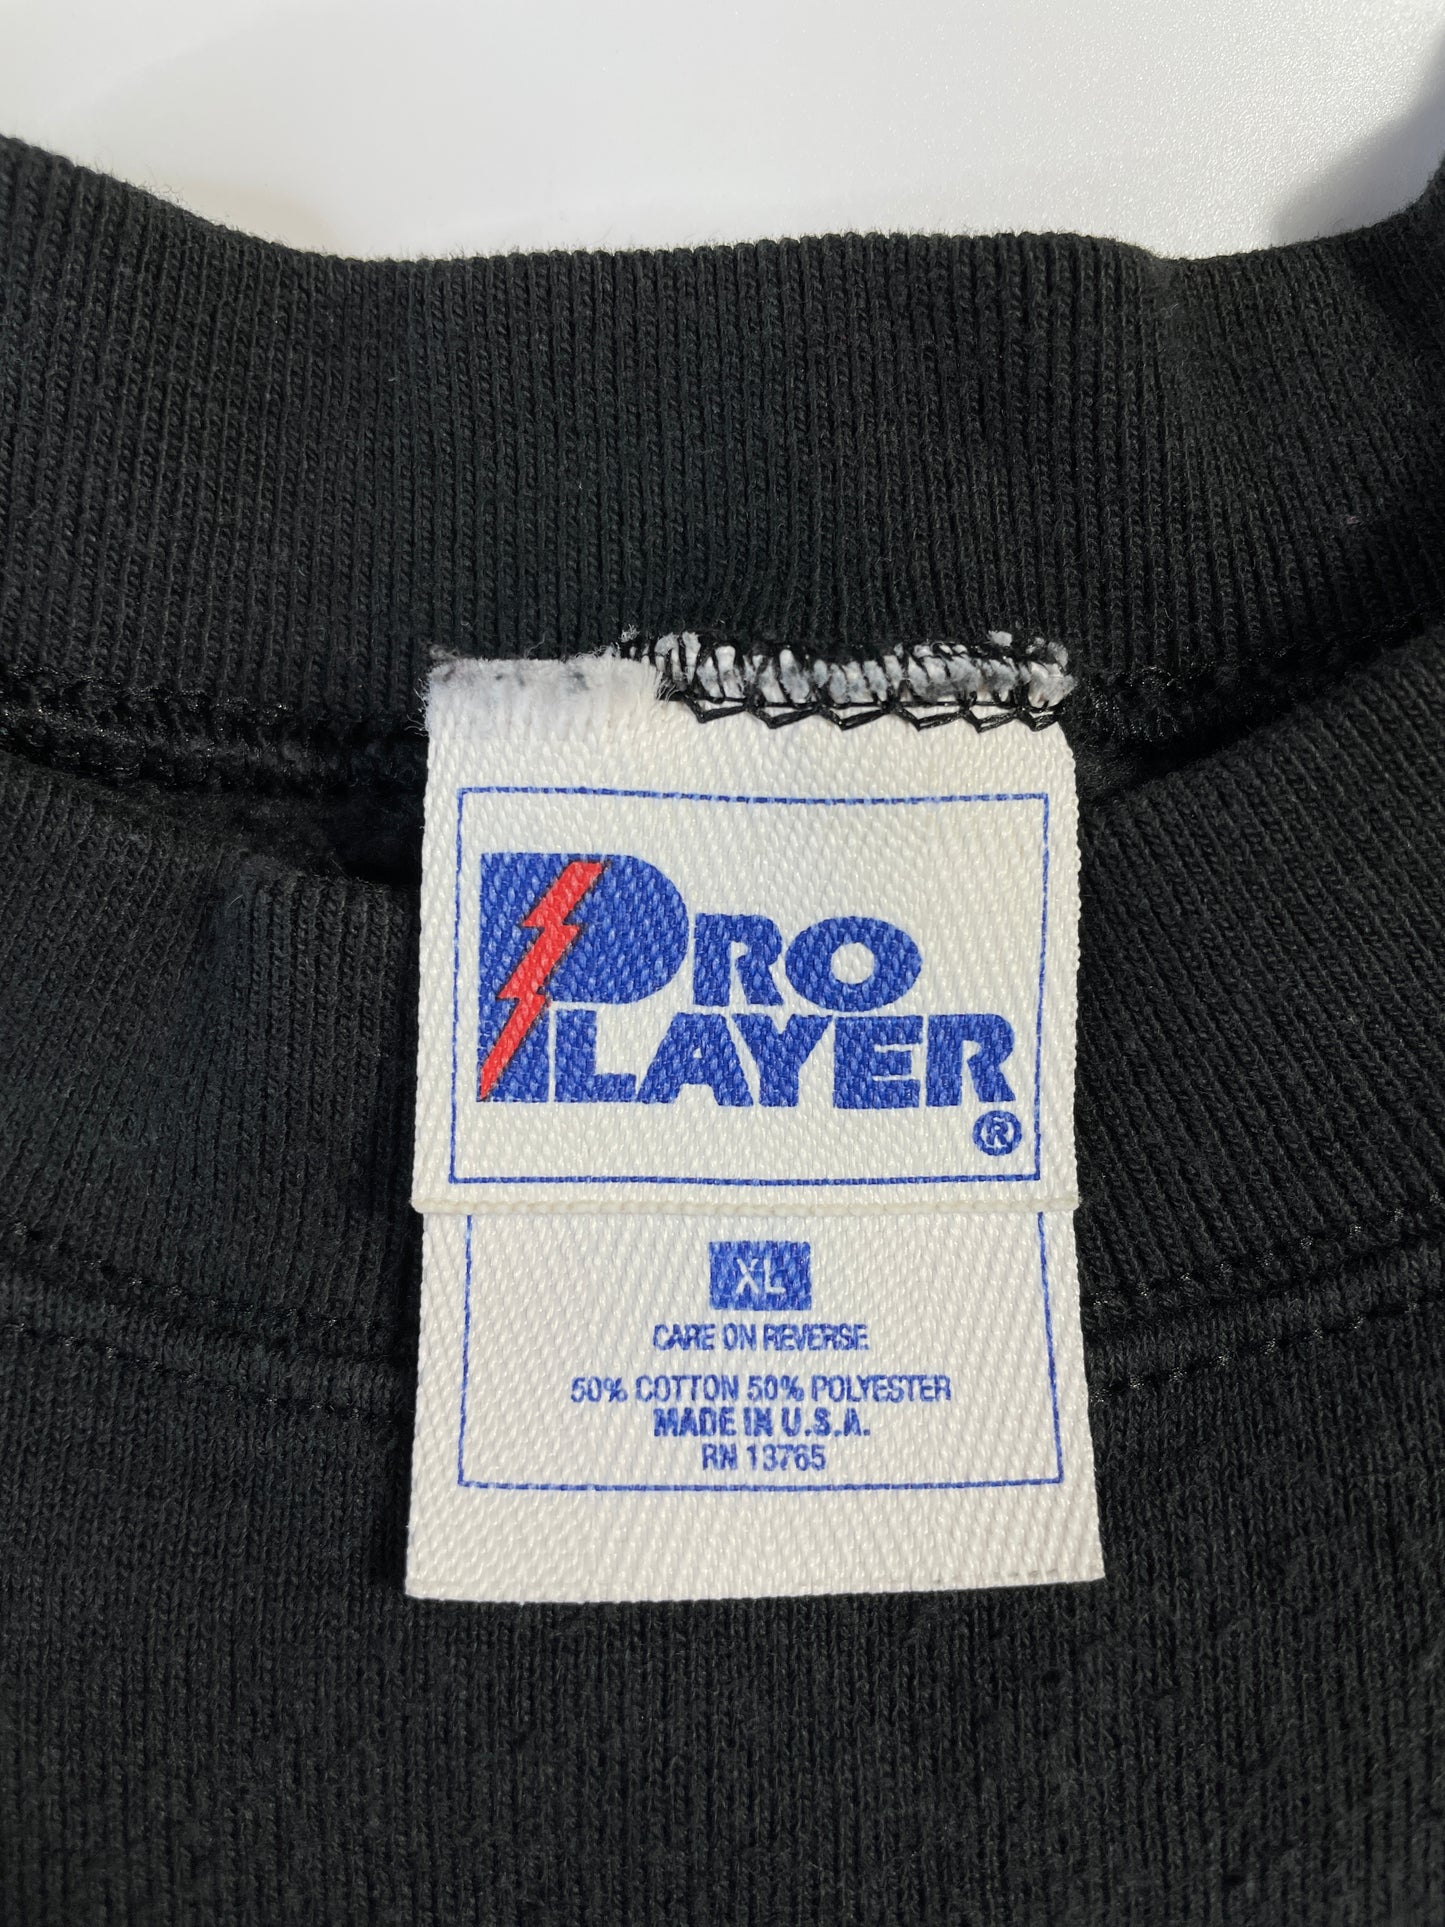 PRO
PLAYER
®
XL
CARE ON REVERSE
50% COTTON 50% POLYESTER
MADE IN U.S.A.
RN 13765